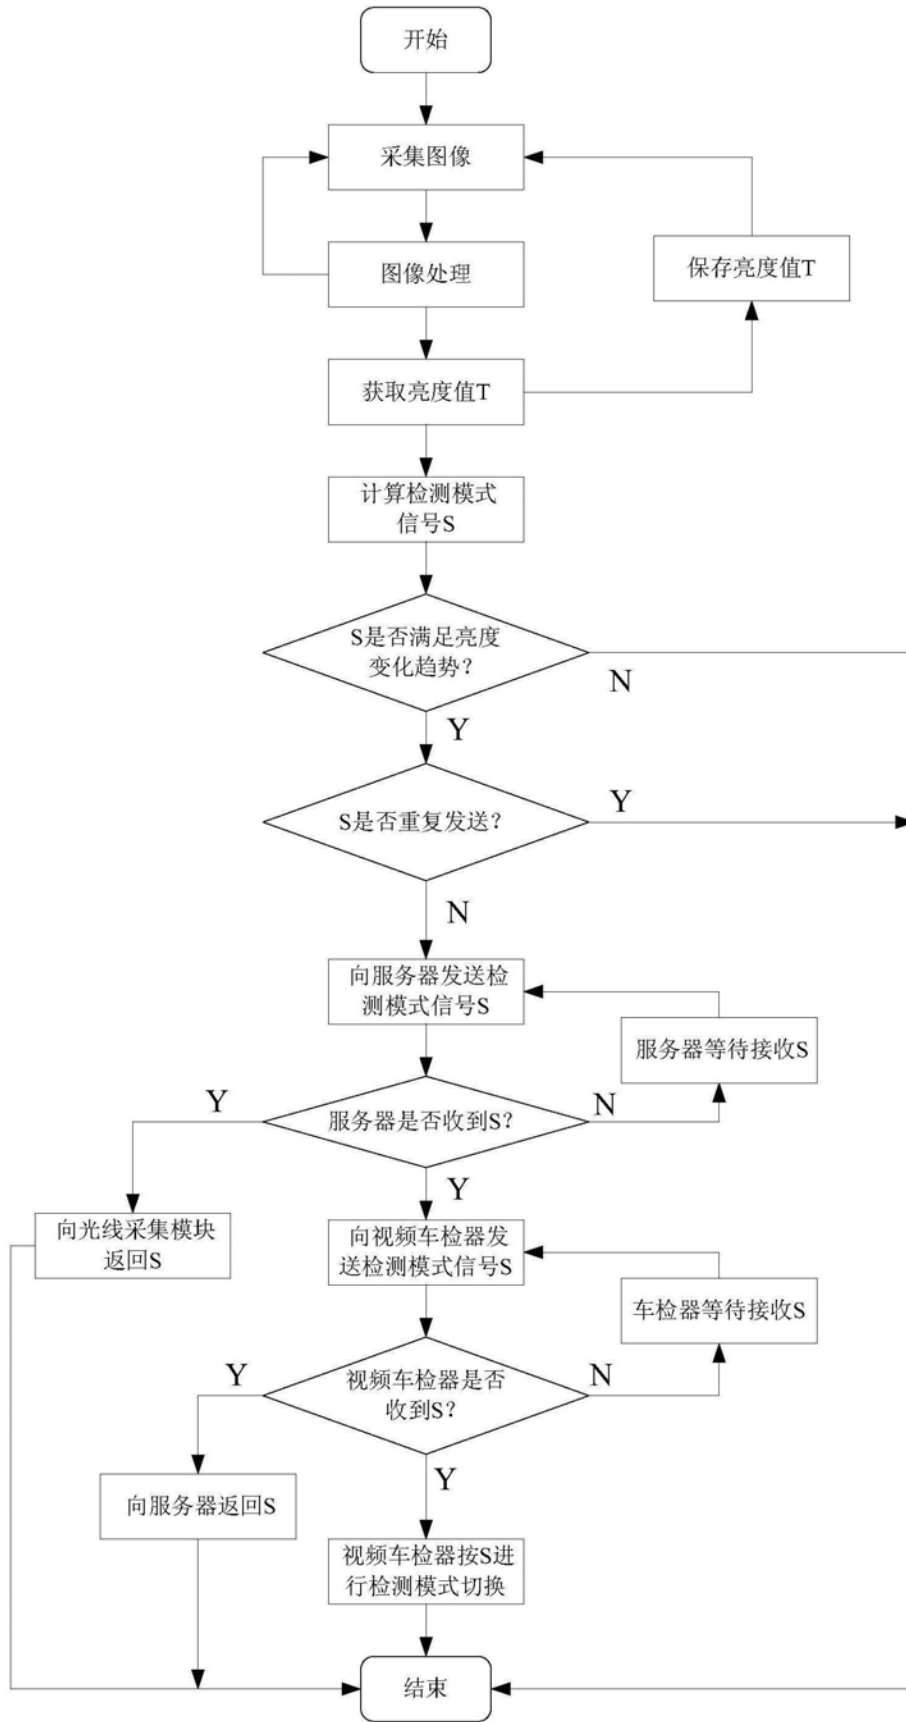 开始
采集图像
图像处理
保存亮度值T
获取亮度值T
计算检测模式
信号S
S是否满足亮度
变化趋势？
N
Y
S是否重复发送？
Y
N
向服务器发送检
测模式信号S
服务器等待接收S
服务器是否收到S？
Y
N
Y
向光线采集模块
返回S
向视频车检器发
送检测模式信号S
车检器等待接收S
视频车检器是否
收到S？
Y
N
Y
向服务器返回S
视频车检器按S进
行检测模式切换
结束